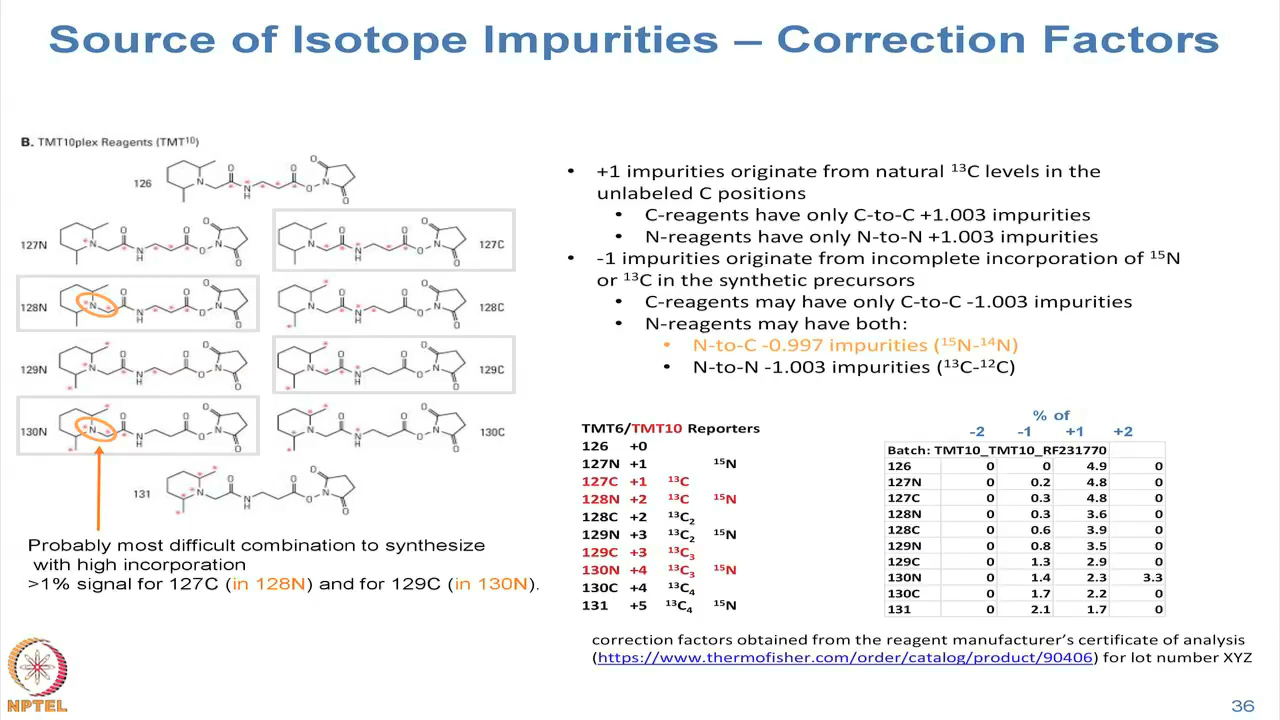 Source of Isotope Impurities – Correction Factors
B. TMT10plex Reagents (TMT¹⁰)
126
127N
127C
128N
128C
129N
129C
130N
130C
131
Probably most difficult combination to synthesize
with high incorporation
>1% signal for 127C (in 128N) and for 129C (in 130N).
• +1 impurities originate from natural ¹³C levels in the
unlabeled C positions
• C-reagents have only C-to-C +1.003 impurities
• N-reagents have only N-to-N +1.003 impurities
• -1 impurities originate from incomplete incorporation of ¹⁵N
or ¹³C in the synthetic precursors
• C-reagents may have only C-to-C -1.003 impurities
• N-reagents may have both:
• N-to-C -0.997 impurities (¹⁵N-¹⁴N)
• N-to-N -1.003 impurities (¹³C-¹²C)
TMT6/TMT10 Reporters
126 +0
127N +1 ¹⁵N
127C +1 ¹³C
128N +2 ¹³C ¹⁵N
128C +2 ¹³C₂
129N +3 ¹³C₂ ¹⁵N
129C +3 ¹³C₃
130N +4 ¹³C₃ ¹⁵N
130C +4 ¹³C₄
131 +5 ¹³C₄ ¹⁵N
% of
-2 -1 +1 +2
Batch: TMT10_TMT10_RF231770
126 0 0 4.9 0
127N 0 0.2 4.8 0
127C 0 0.3 4.8 0
128N 0 0.3 3.6 0
128C 0 0.6 3.9 0
129N 0 0.8 3.5 0
129C 0 1.3 2.9 0
130N 0 1.4 2.3 3.3
130C 0 1.7 2.2 0
131 0 2.1 1.7 0
correction factors obtained from the reagent manufacturer's certificate of analysis
(https://www.thermofisher.com/order/catalog/product/90406) for lot number XYZ
NPTEL
36